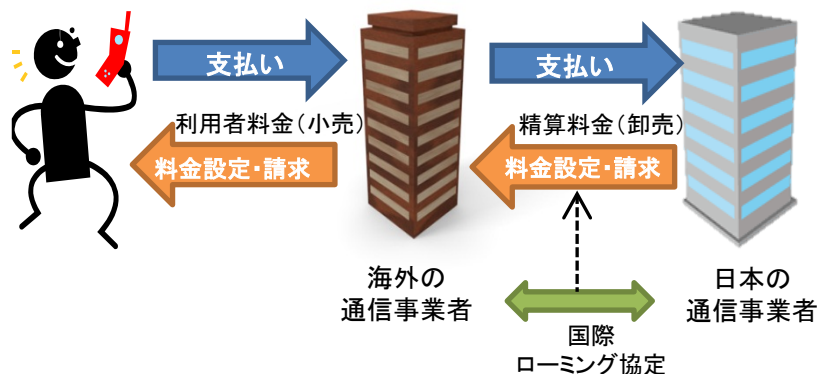 支払い
支払い
利用者料金（小売）
精算料金（卸売）
料金設定・請求
料金設定・請求
海外の
通信事業者
日本の
通信事業者
国際
ローミング協定